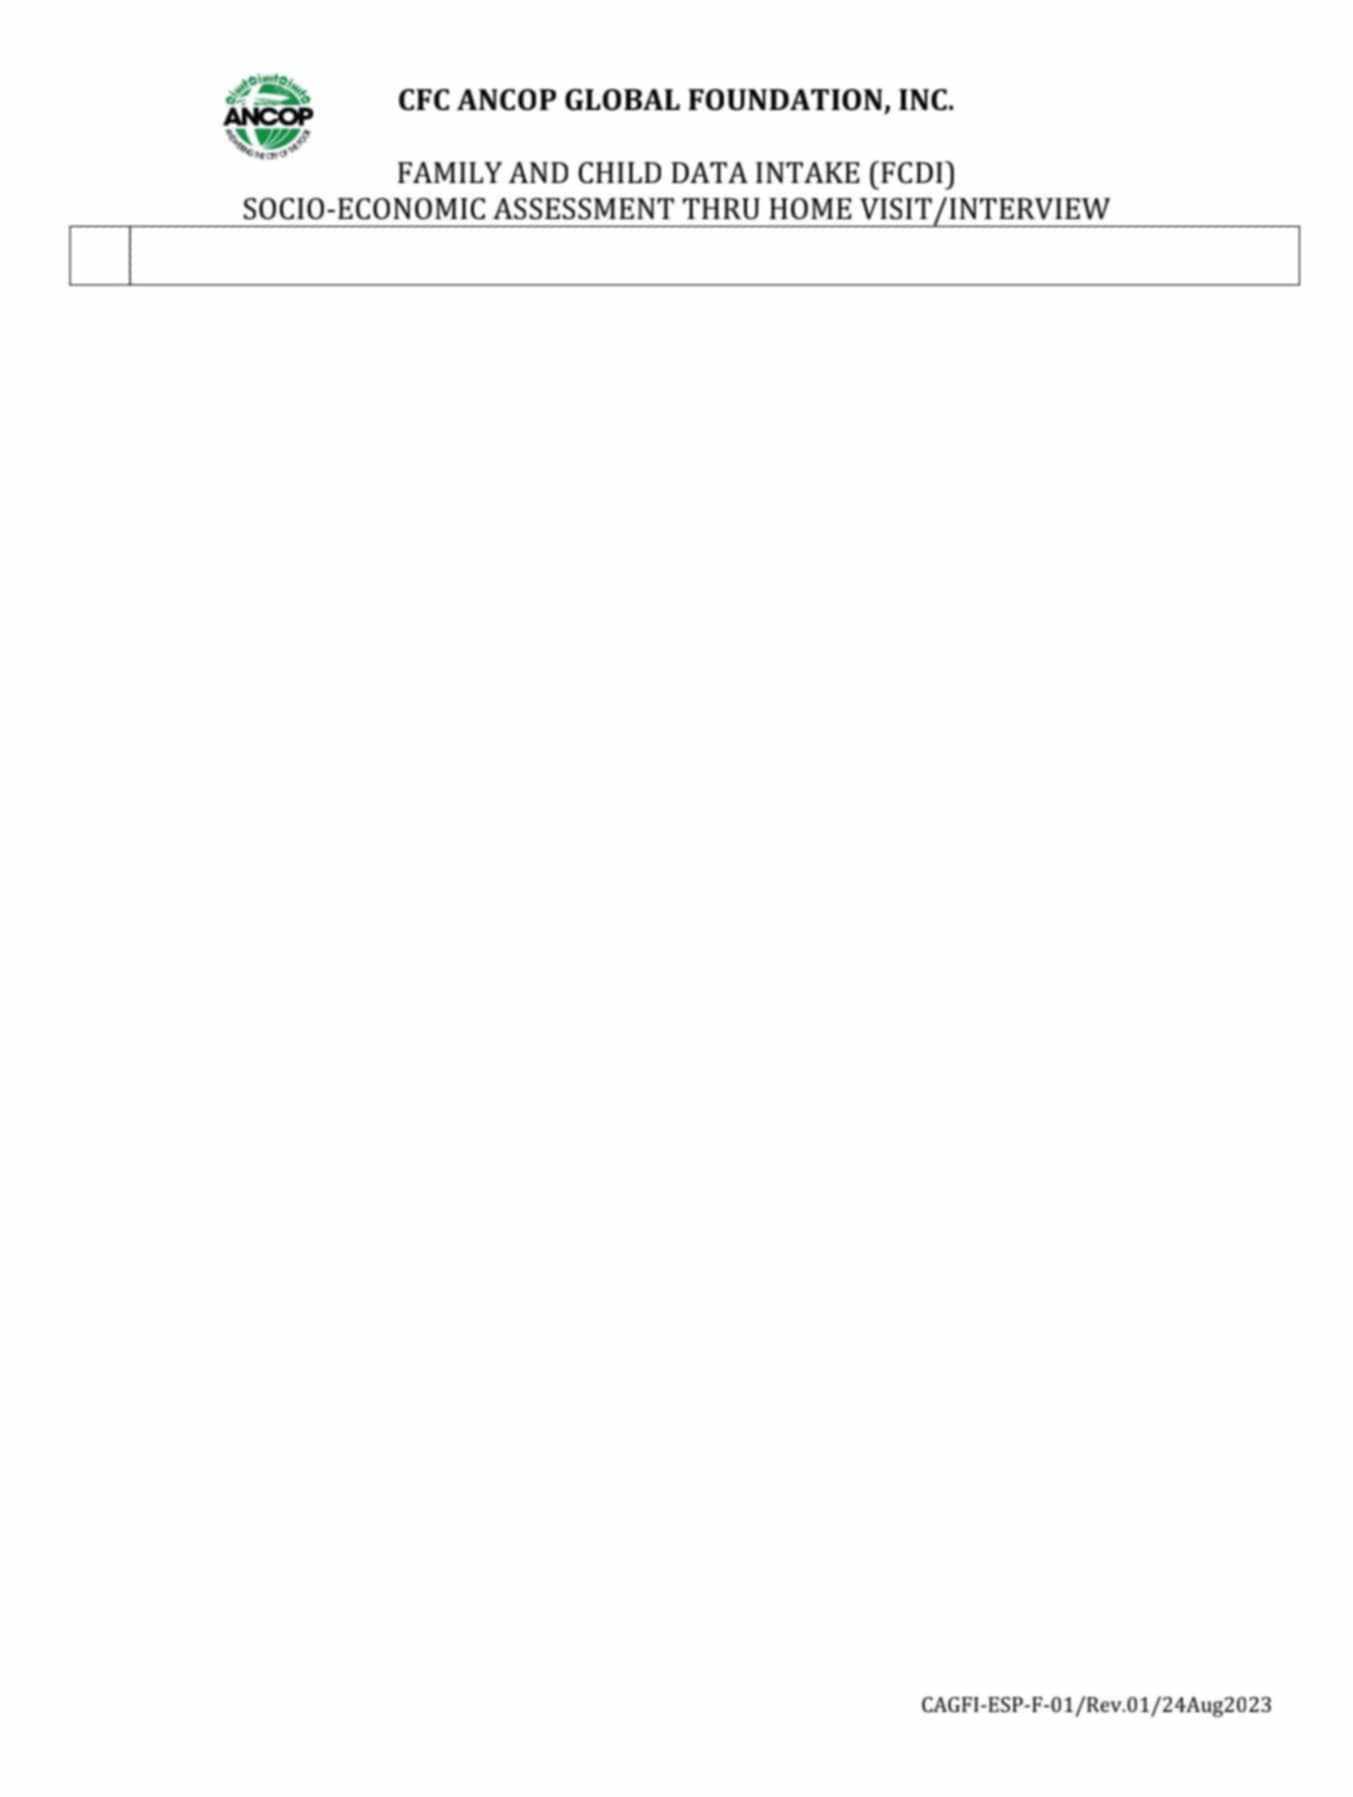 ANCOP
CFC ANCOP GLOBAL FOUNDATION, INC.
FAMILY AND CHILD DATA INTAKE (FCDI)
SOCIO-ECONOMIC ASSESSMENT THRU HOME VISIT/INTERVIEW
CAGFI-ESP-F-01/Rev.01/24Aug2023